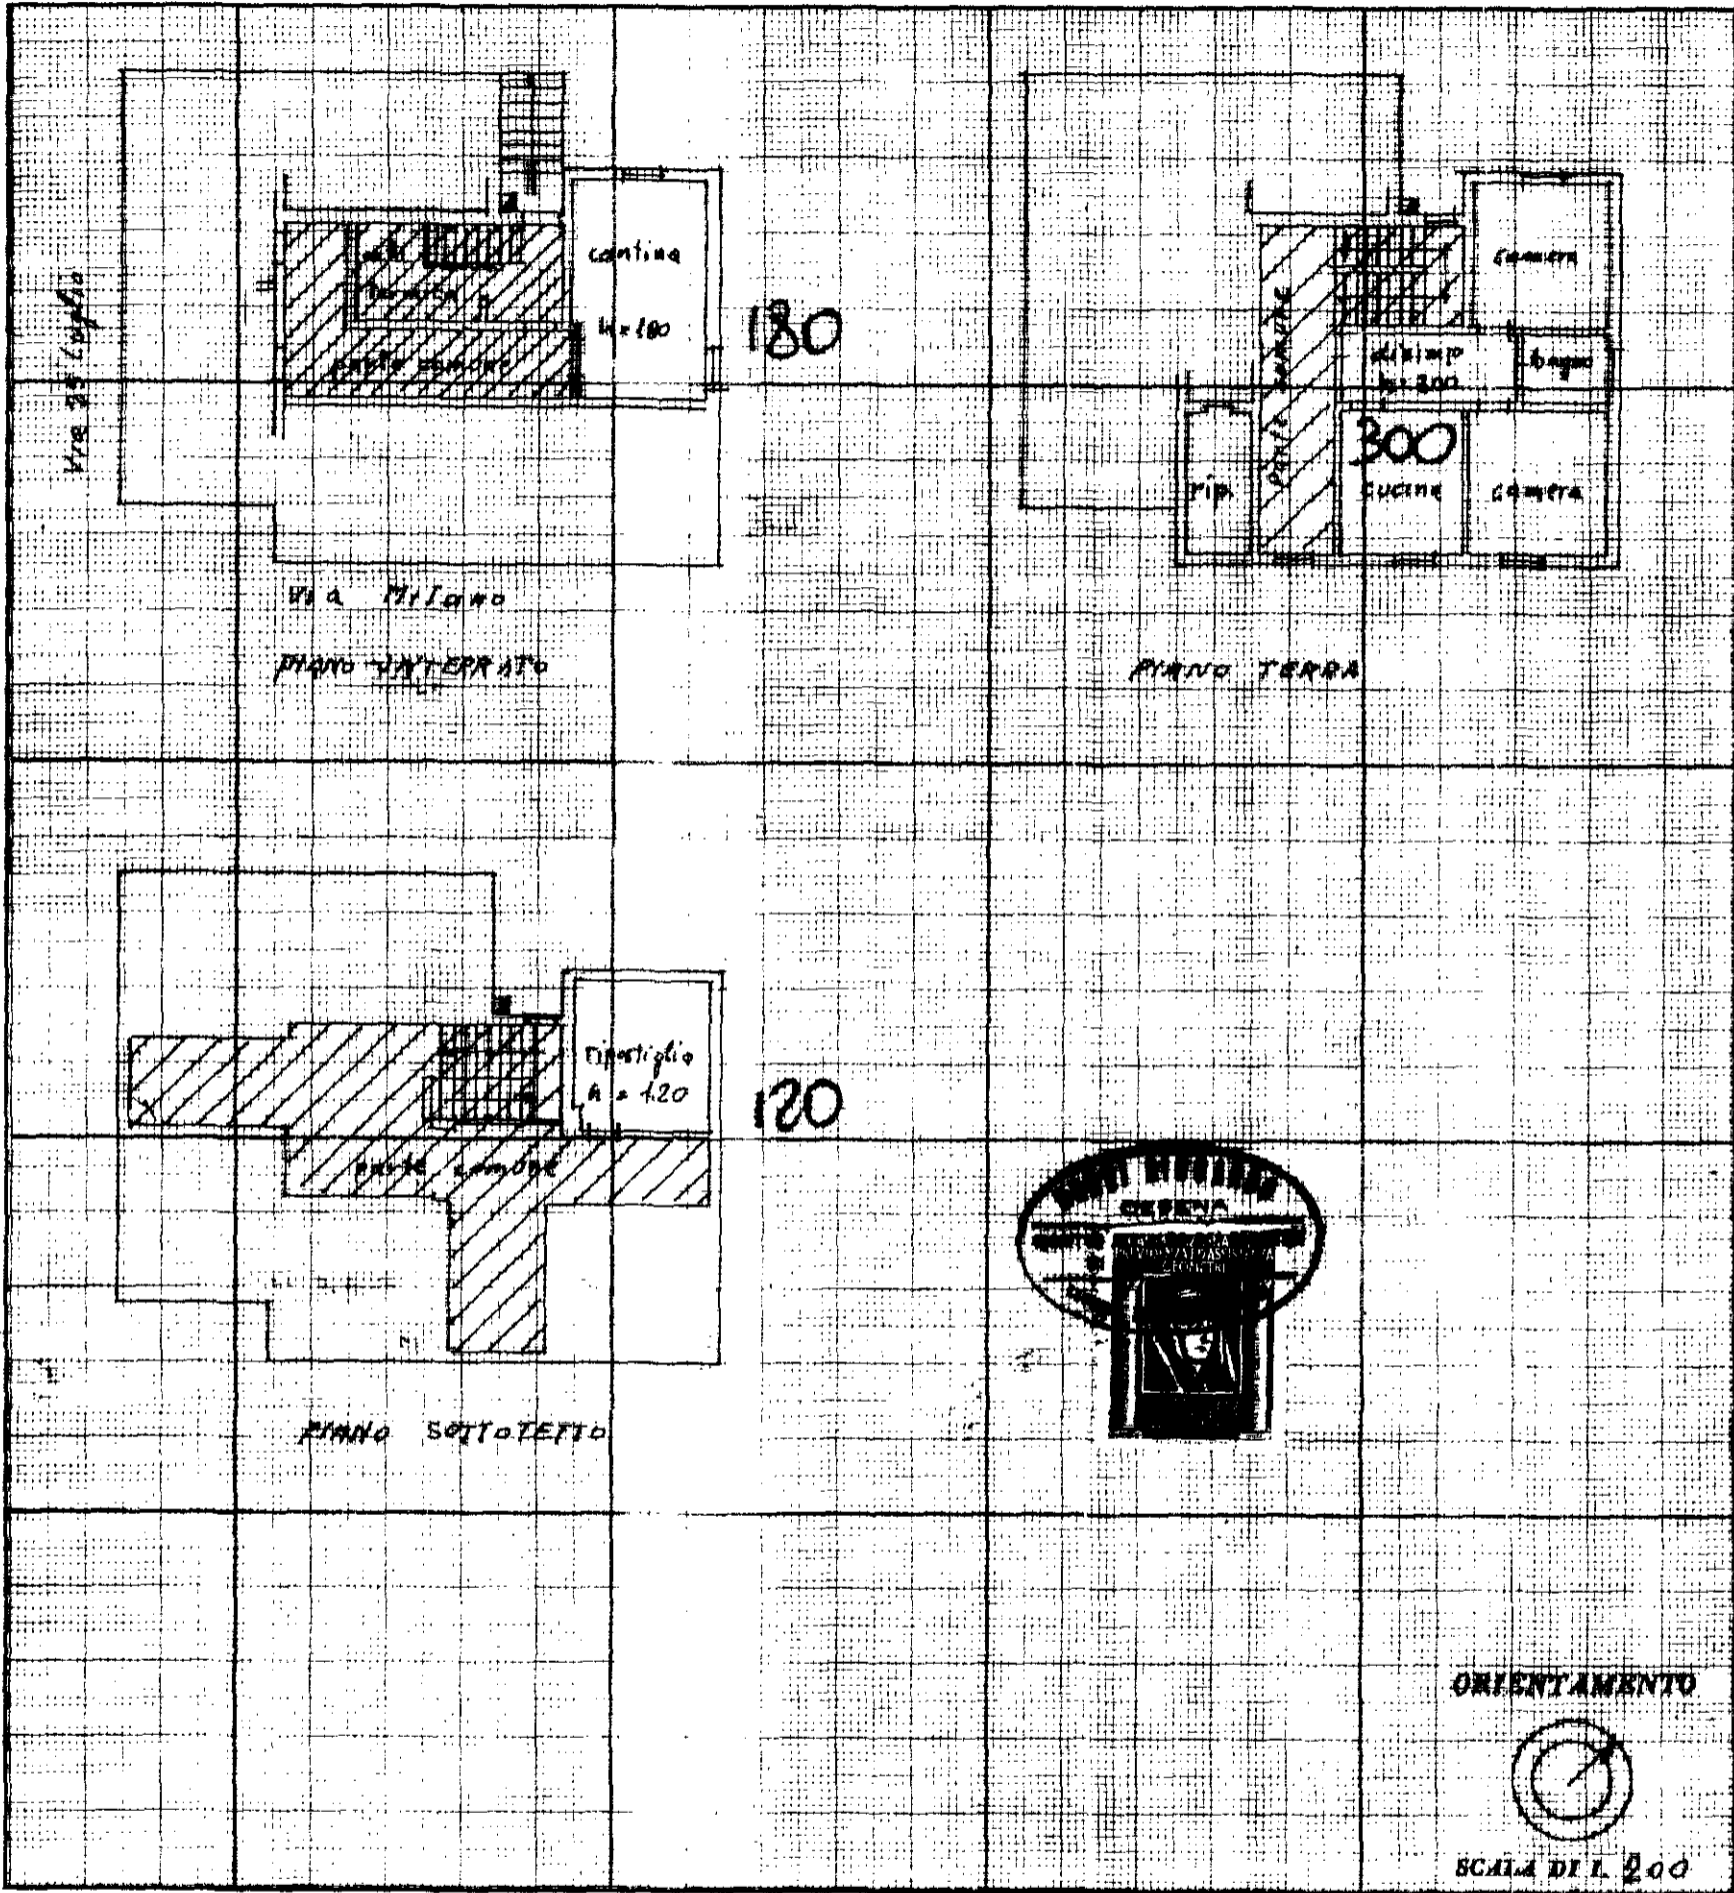 Via 25 Luglio
cantina
h = 180
180
parte comune
Via Milano
PIANO INTERRATO
camera
disimp
h = 300
bagno
parte comune
300
rip.
cucina
camera
PIANO TERRA
ripostiglio
h = 1.20
120
parte comune
PIANO SOTTOTETTO
ORIENTAMENTO
SCALA DI 1. 200